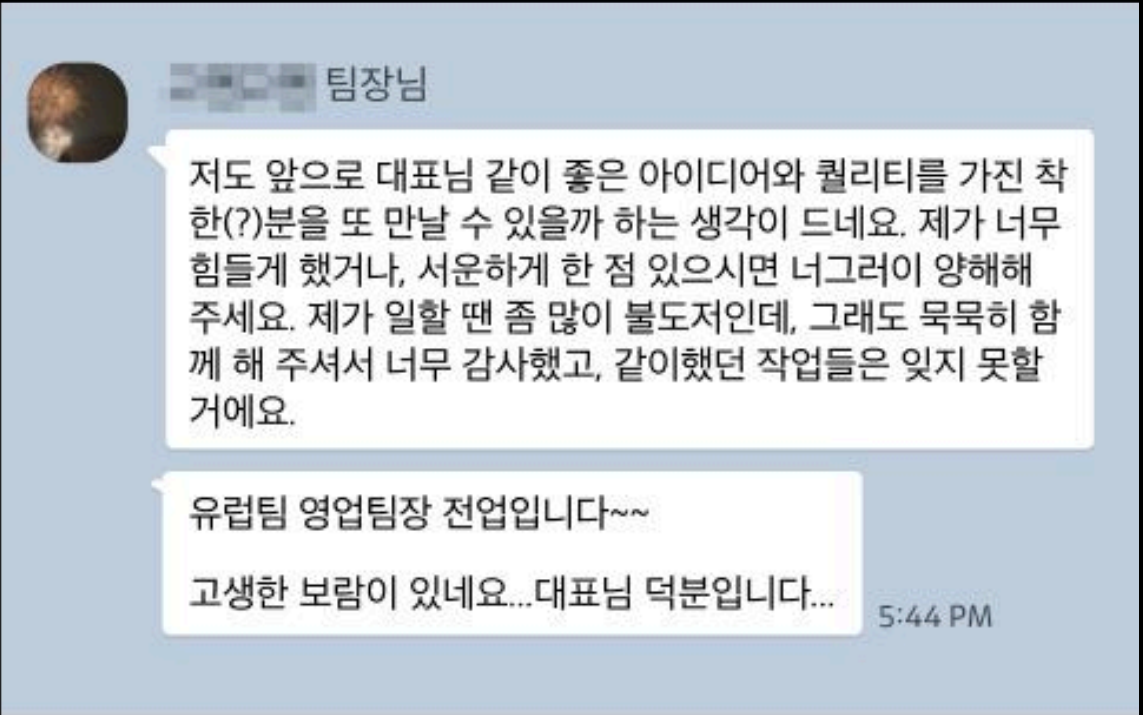 팀장님
저도 앞으로 대표님 같이 좋은 아이디어와 퀄리티를 가진 착
한(?)분을 또 만날 수 있을까 하는 생각이 드네요. 제가 너무
힘들게 했거나, 서운하게 한 점 있으시면 너그러이 양해해
주세요. 제가 일할 땐 좀 많이 불도저인데, 그래도 묵묵히 함
께 해 주셔서 너무 감사했고, 같이했던 작업들은 잊지 못할
거에요.
유럽팀 영업팀장 전업입니다~~
고생한 보람이 있네요...대표님 덕분입니다...
5:44 PM